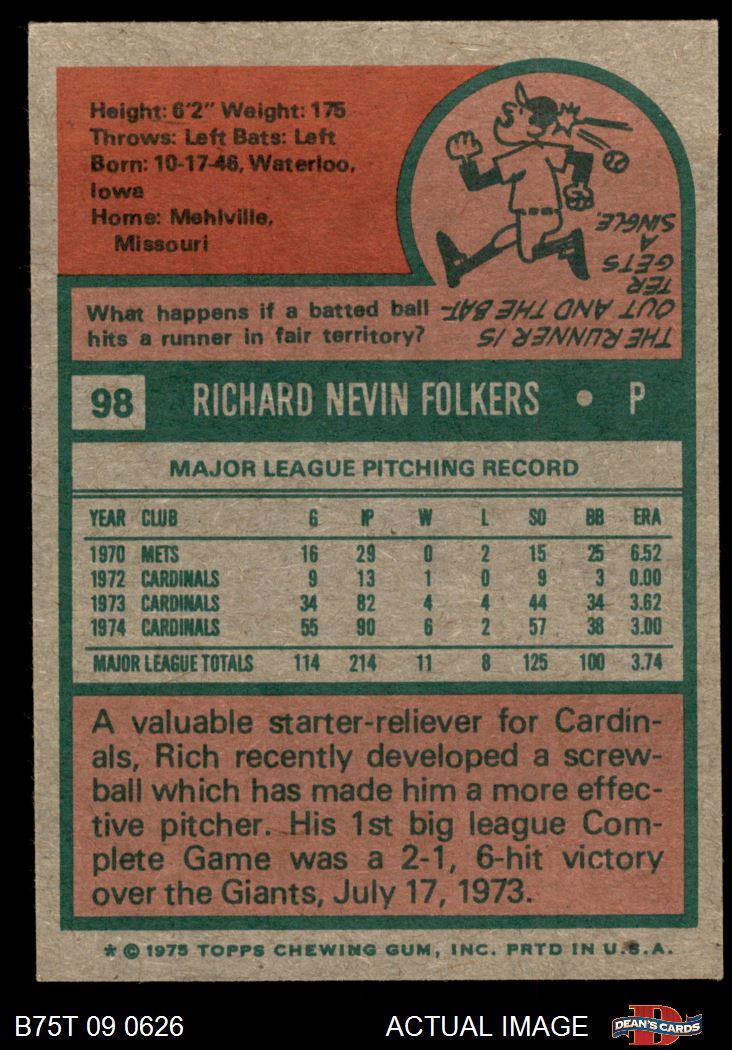 Height: 6'2" Weight: 175
Throws: Left Bats: Left
Born: 10-17-46, Waterloo,
Iowa
Home: Mehlville,
Missouri
What happens if a batted ball
hits a runner in fair territory?
THE RUNNER IS
OUT AND THE BAT-
TER
GETS
A
SINGLE.
98 RICHARD NEVIN FOLKERS • P
MAJOR LEAGUE PITCHING RECORD
YEAR CLUB G IP W L SO BB ERA
1970 METS 16 29 0 2 15 25 6.52
1972 CARDINALS 9 13 1 0 9 3 0.00
1973 CARDINALS 34 82 4 4 44 34 3.62
1974 CARDINALS 55 90 6 2 57 38 3.00
MAJOR LEAGUE TOTALS 114 214 11 8 125 100 3.74
A valuable starter-reliever for Cardin-
als, Rich recently developed a screw-
ball which has made him a more effec-
tive pitcher. His 1st big league Com-
plete Game was a 2-1, 6-hit victory
over the Giants, July 17, 1973.
* © 1975 TOPPS CHEWING GUM, INC. PRTD IN U.S.A.
B75T 09 0626 ACTUAL IMAGE D DEAN'S CARDS